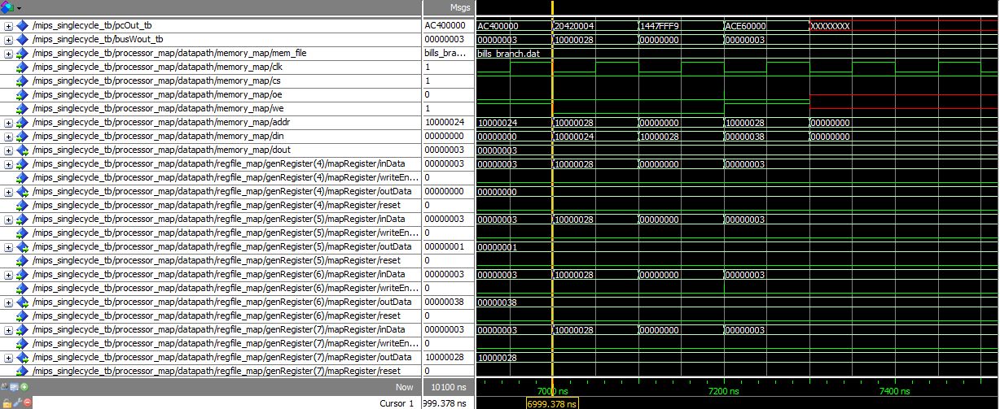 Msgs
/mips_singlecycle_tb/pcOut_tb AC400000 AC400000 20420004 1447FFF9 ACE60000 XXXXXXXX
/mips_singlecycle_tb/busWout_tb 00000003 00000003 10000028 00000000 00000003
/mips_singlecycle_tb/processor_map/datapath/memory_map/mem_file bills_bra... bills_branch.dat
/mips_singlecycle_tb/processor_map/datapath/memory_map/clk 1
/mips_singlecycle_tb/processor_map/datapath/memory_map/cs 1
/mips_singlecycle_tb/processor_map/datapath/memory_map/oe 0
/mips_singlecycle_tb/processor_map/datapath/memory_map/we 1
/mips_singlecycle_tb/processor_map/datapath/memory_map/addr 10000024 10000024 10000028 00000000 10000028 00000000
/mips_singlecycle_tb/processor_map/datapath/memory_map/din 00000000 00000000 10000024 10000028 00000038 00000000
/mips_singlecycle_tb/processor_map/datapath/memory_map/dout 00000003 00000003
/mips_singlecycle_tb/processor_map/datapath/regfile_map/genRegister(4)/mapRegister/inData 00000003 00000003 10000028 00000000 00000003
/mips_singlecycle_tb/processor_map/datapath/regfile_map/genRegister(4)/mapRegister/writeEn... 0
/mips_singlecycle_tb/processor_map/datapath/regfile_map/genRegister(4)/mapRegister/outData 00000000 00000000
/mips_singlecycle_tb/processor_map/datapath/regfile_map/genRegister(4)/mapRegister/reset 0
/mips_singlecycle_tb/processor_map/datapath/regfile_map/genRegister(5)/mapRegister/inData 00000003 00000003 10000028 00000000 00000003
/mips_singlecycle_tb/processor_map/datapath/regfile_map/genRegister(5)/mapRegister/writeEn... 0
/mips_singlecycle_tb/processor_map/datapath/regfile_map/genRegister(5)/mapRegister/outData 00000001 00000001
/mips_singlecycle_tb/processor_map/datapath/regfile_map/genRegister(5)/mapRegister/reset 0
/mips_singlecycle_tb/processor_map/datapath/regfile_map/genRegister(6)/mapRegister/inData 00000003 00000003 10000028 00000000 00000003
/mips_singlecycle_tb/processor_map/datapath/regfile_map/genRegister(6)/mapRegister/writeEn... 0
/mips_singlecycle_tb/processor_map/datapath/regfile_map/genRegister(6)/mapRegister/outData 00000038 00000038
/mips_singlecycle_tb/processor_map/datapath/regfile_map/genRegister(6)/mapRegister/reset 0
/mips_singlecycle_tb/processor_map/datapath/regfile_map/genRegister(7)/mapRegister/inData 00000003 00000003 10000028 00000000 00000003
/mips_singlecycle_tb/processor_map/datapath/regfile_map/genRegister(7)/mapRegister/writeEn... 0
/mips_singlecycle_tb/processor_map/datapath/regfile_map/genRegister(7)/mapRegister/outData 10000028 10000028
/mips_singlecycle_tb/processor_map/datapath/regfile_map/genRegister(7)/mapRegister/reset 0
Now 10100 ns 7000 ns 7200 ns 7400 ns
Cursor 1 999.378 ns 6999.378 ns